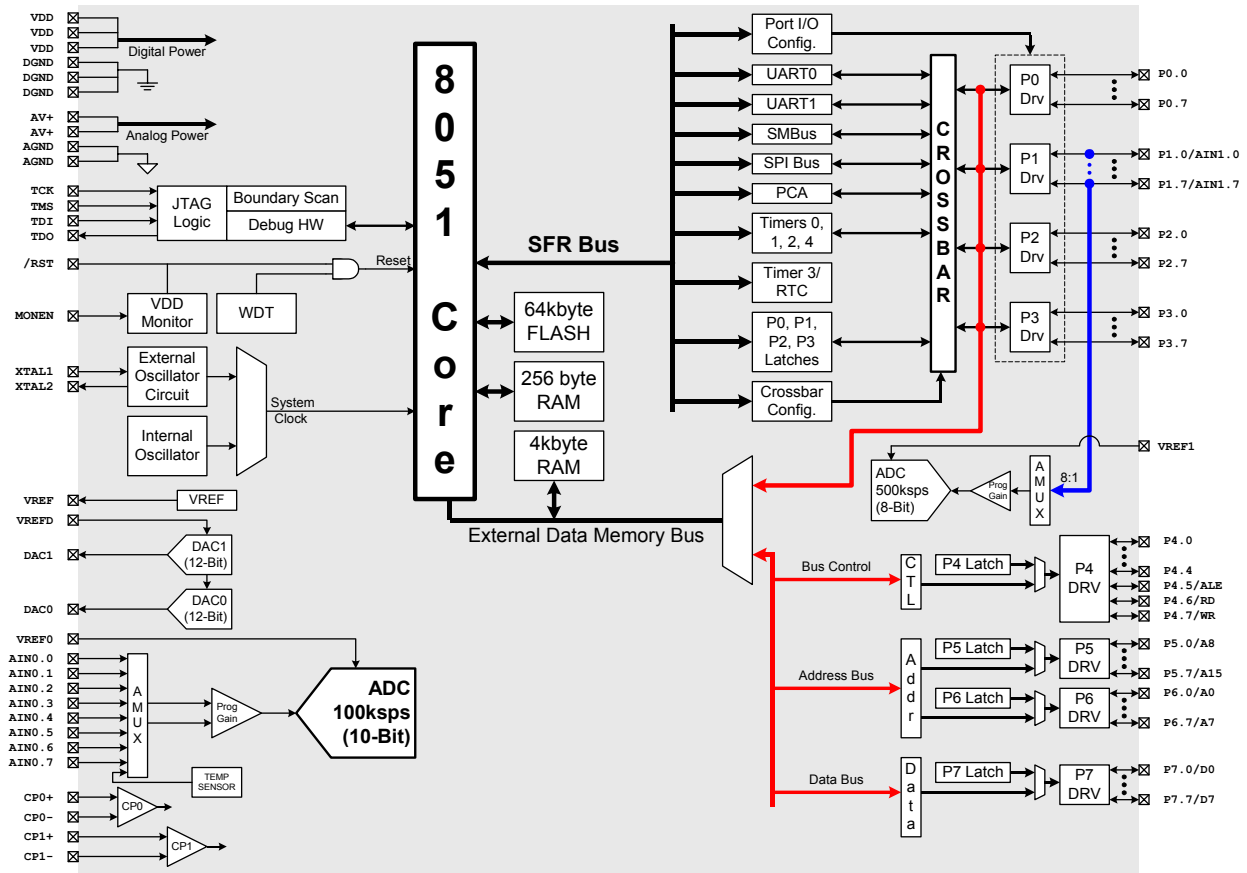 VDD
VDD
VDD
Digital Power
DGND
DGND
DGND
AV+
AV+
Analog Power
AGND
AGND
TCK
TMS
TDI
TDO
JTAG
Logic
Boundary Scan
Debug HW
/RST
Reset
MONEN
VDD
Monitor
WDT
XTAL1
XTAL2
External
Oscillator
Circuit
Internal
Oscillator
System
Clock
VREF
VREF
VREFD
DAC1
DAC1
(12-Bit)
DAC0
DAC0
(12-Bit)
VREF0
AIN0.0
AIN0.1
AIN0.2
AIN0.3
AIN0.4
AIN0.5
AIN0.6
AIN0.7
A
M
U
X
Prog
Gain
ADC
100ksps
(10-Bit)
TEMP
SENSOR
CP0+
CP0-
CP0
CP1+
CP1-
CP1
8
0
5
1
C
o
r
e
SFR Bus
64kbyte
FLASH
256 byte
RAM
4kbyte
RAM
External Data Memory Bus
Port I/O
Config.
UART0
UART1
SMBus
SPI Bus
PCA
Timers 0,
1, 2, 4
Timer 3/
RTC
P0, P1,
P2, P3
Latches
Crossbar
Config.
C
R
O
S
S
B
A
R
P0
Drv
P1
Drv
P2
Drv
P3
Drv
P0.0
P0.7
P1.0/AIN1.0
P1.7/AIN1.7
P2.0
P2.7
P3.0
P3.7
VREF1
ADC
500ksps
(8-Bit)
Prog
Gain
A
M
U
X
8:1
Bus Control
C
T
L
P4 Latch
P4
DRV
P4.0
P4.4
P4.5/ALE
P4.6/RD
P4.7/WR
Address Bus
A
d
d
r
P5 Latch
P5
DRV
P5.0/A8
P5.7/A15
P6 Latch
P6
DRV
P6.0/A0
P6.7/A7
Data Bus
D
a
t
a
P7 Latch
P7
DRV
P7.0/D0
P7.7/D7